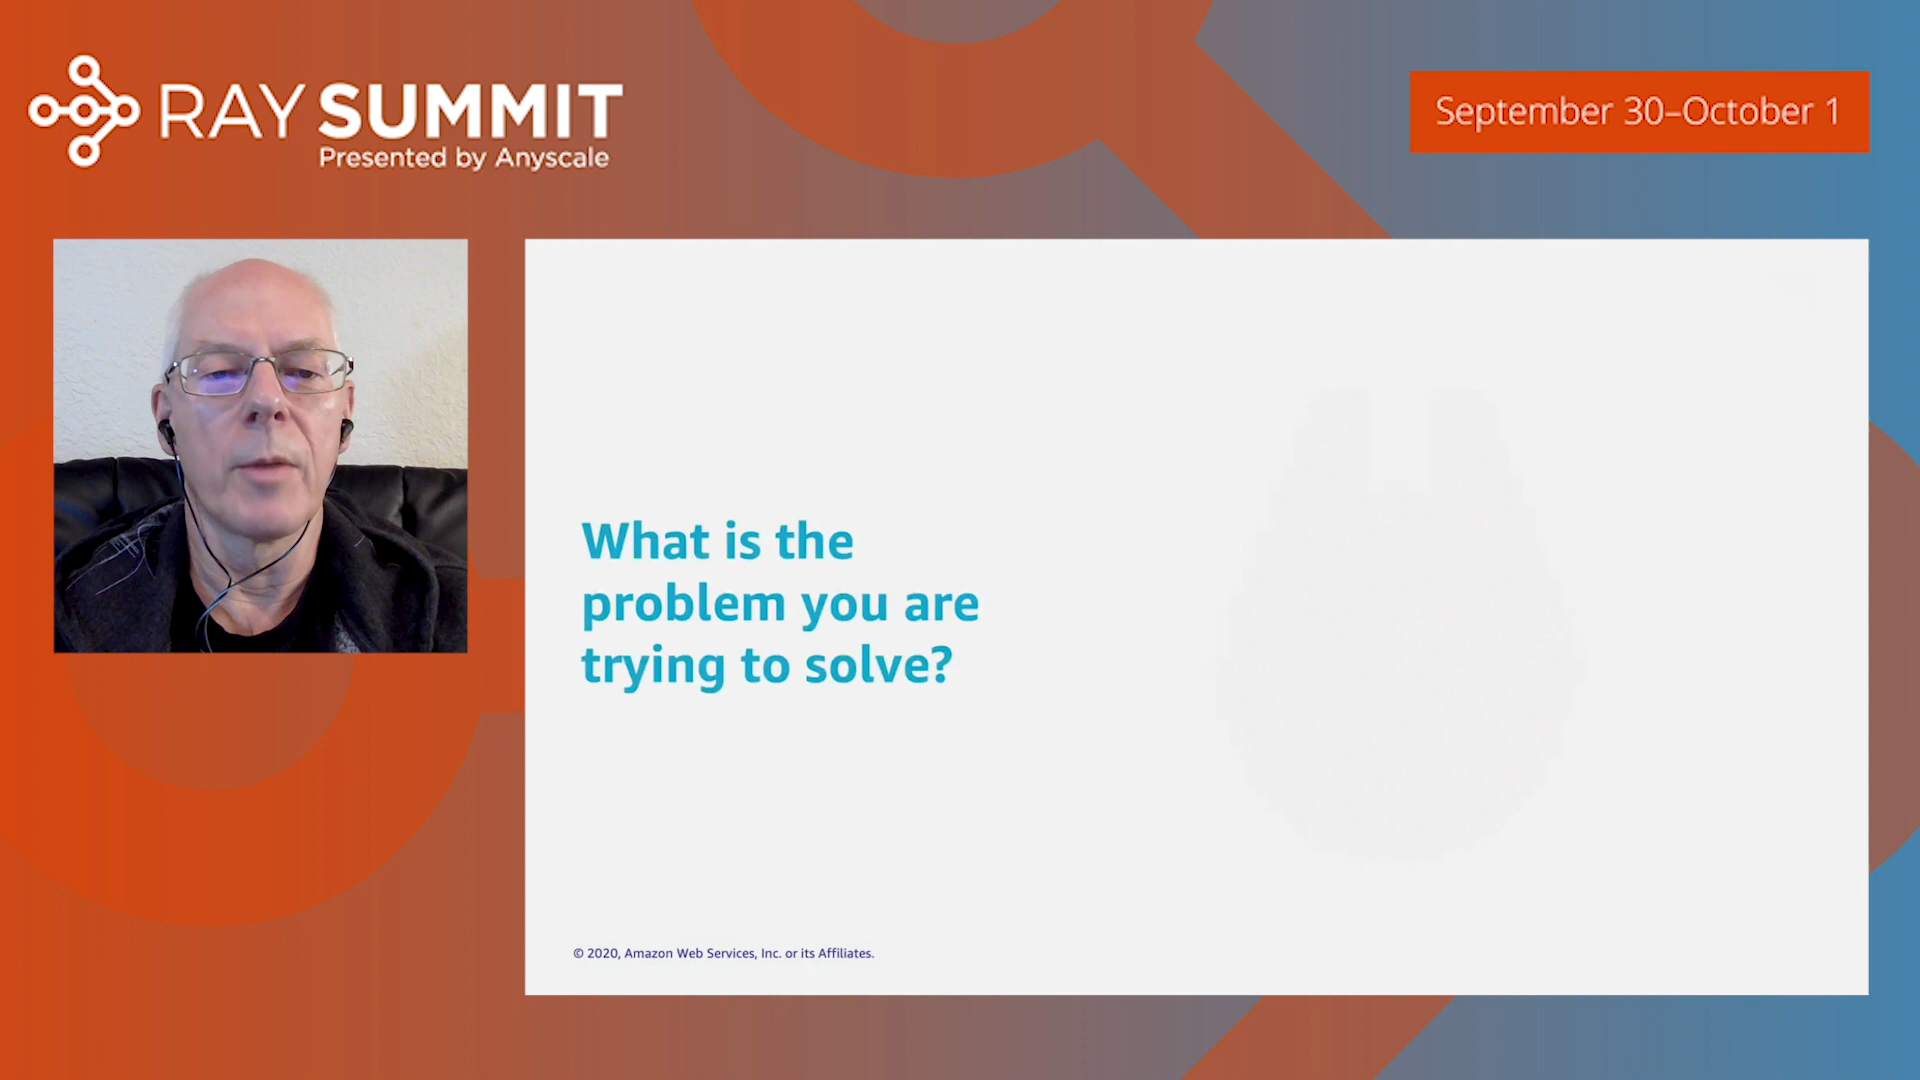 RAY SUMMIT
Presented by Anyscale
September 30–October 1
What is the
problem you are
trying to solve?
© 2020, Amazon Web Services, Inc. or its Affiliates.